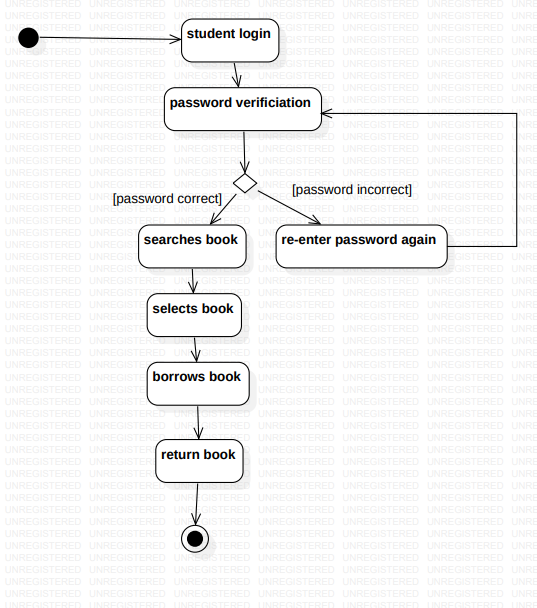 student login
password verificiation
[password correct]
[password incorrect]
searches book
re-enter password again
selects book
borrows book
return book